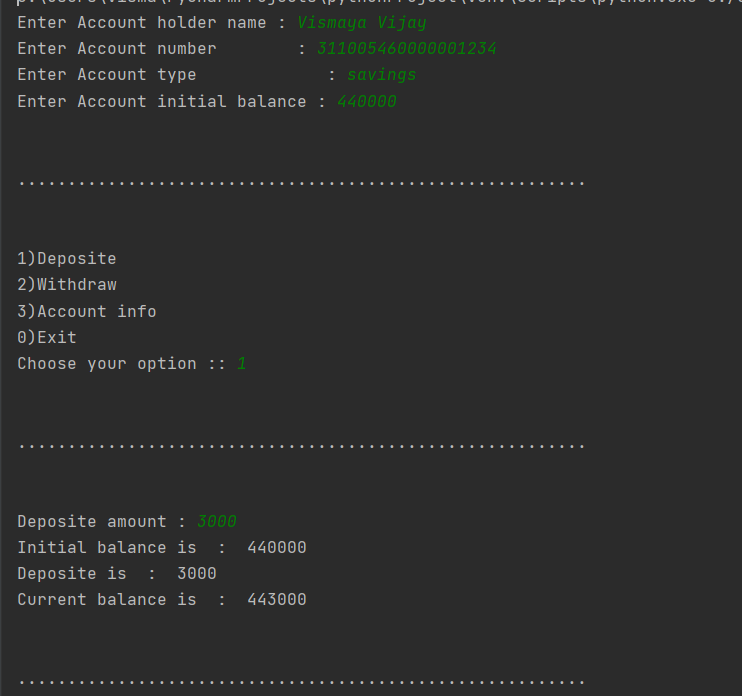 Enter Account holder name : Vismaya Vijay
Enter Account number        : 311005460000001234
Enter Account type             : savings
Enter Account initial balance : 440000
.........................................................
1)Deposite
2)Withdraw
3)Account info
0)Exit
Choose your option :: 1
.........................................................
Deposite amount : 3000
Initial balance is  :  440000
Deposite is  :  3000
Current balance is  :  443000
.........................................................